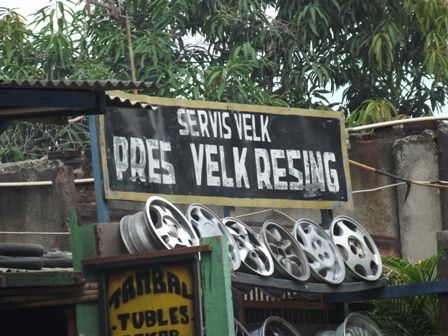 SERVIS VELK
PRES VELK RESING
TAMBAL
TUBLES